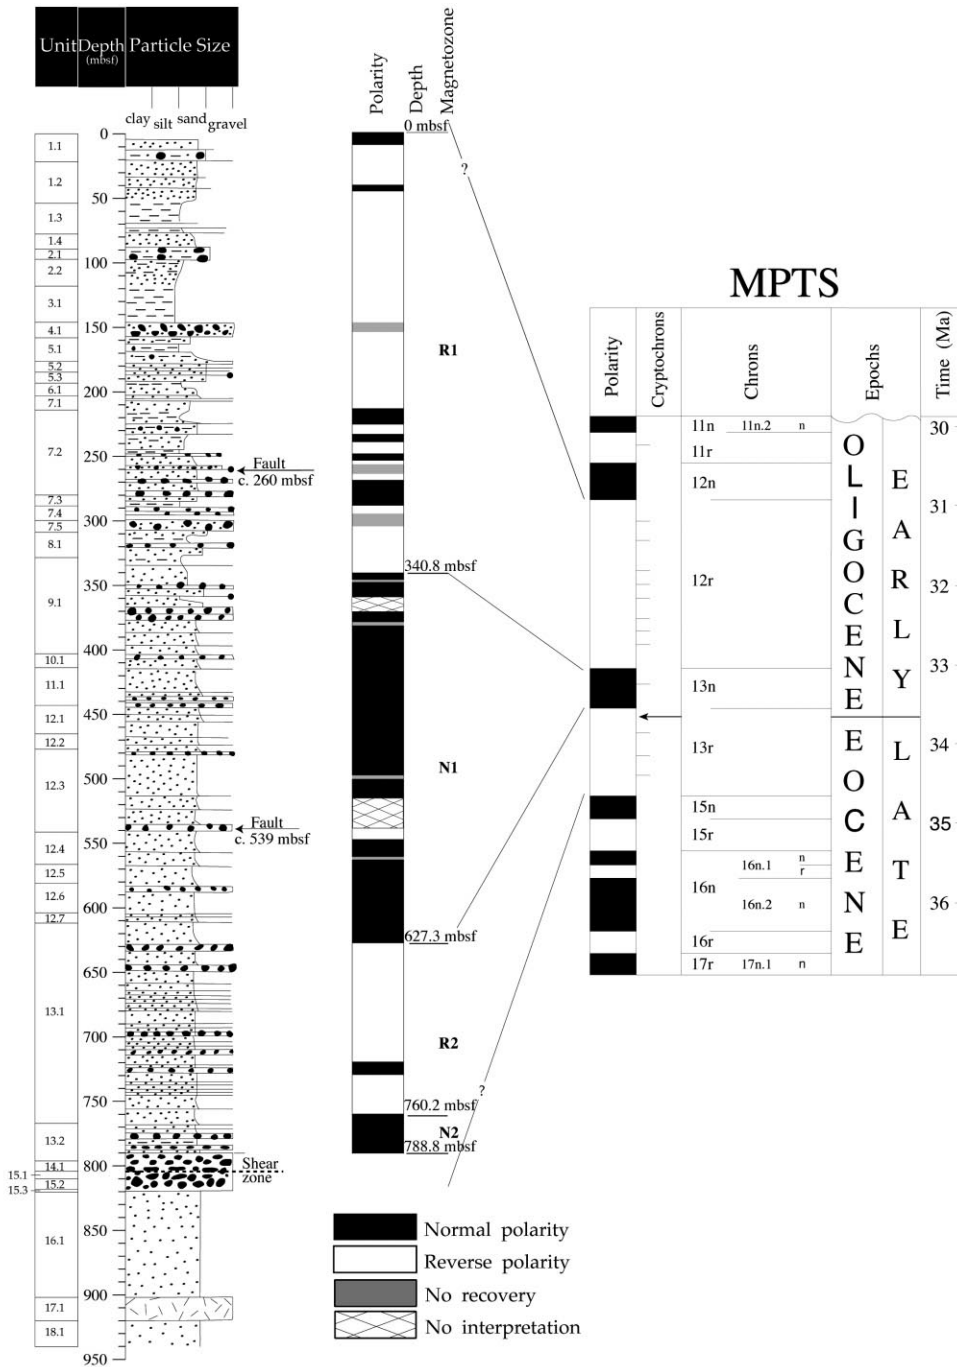 Unit Depth (mbsf) Particle Size
clay silt sand gravel
0
50
100
150
200
250
300
350
400
450
500
550
600
650
700
750
800
850
900
950
1.1
1.2
1.3
1.4
2.1
2.2
3.1
4.1
5.1
5.2
5.3
6.1
7.1
7.2
7.3
7.4
7.5
8.1
9.1
10.1
11.1
12.1
12.2
12.3
12.4
12.5
12.6
12.7
13.1
13.2
14.1
15.1
15.2
15.3
16.1
17.1
18.1
Fault
c. 260 mbsf
Fault
c. 539 mbsf
Shear
zone
Polarity
Depth
Magnetozone
0 mbsf
?
R1
340.8 mbsf
N1
627.3 mbsf
R2
760.2 mbsf
N2
788.8 mbsf
?
MPTS
Polarity
Cryptochrons
Chrons
Epochs
Time (Ma)
11n 11n.2 n
11r
12n
12r
13n
13r
15n
15r
16n.1 n
r
16n
16n.2 n
16r
17r 17n.1 n
OLIGOCENE
EARLY
EOCENE
LATE
30
31
32
33
34
35
36
Normal polarity
Reverse polarity
No recovery
No interpretation